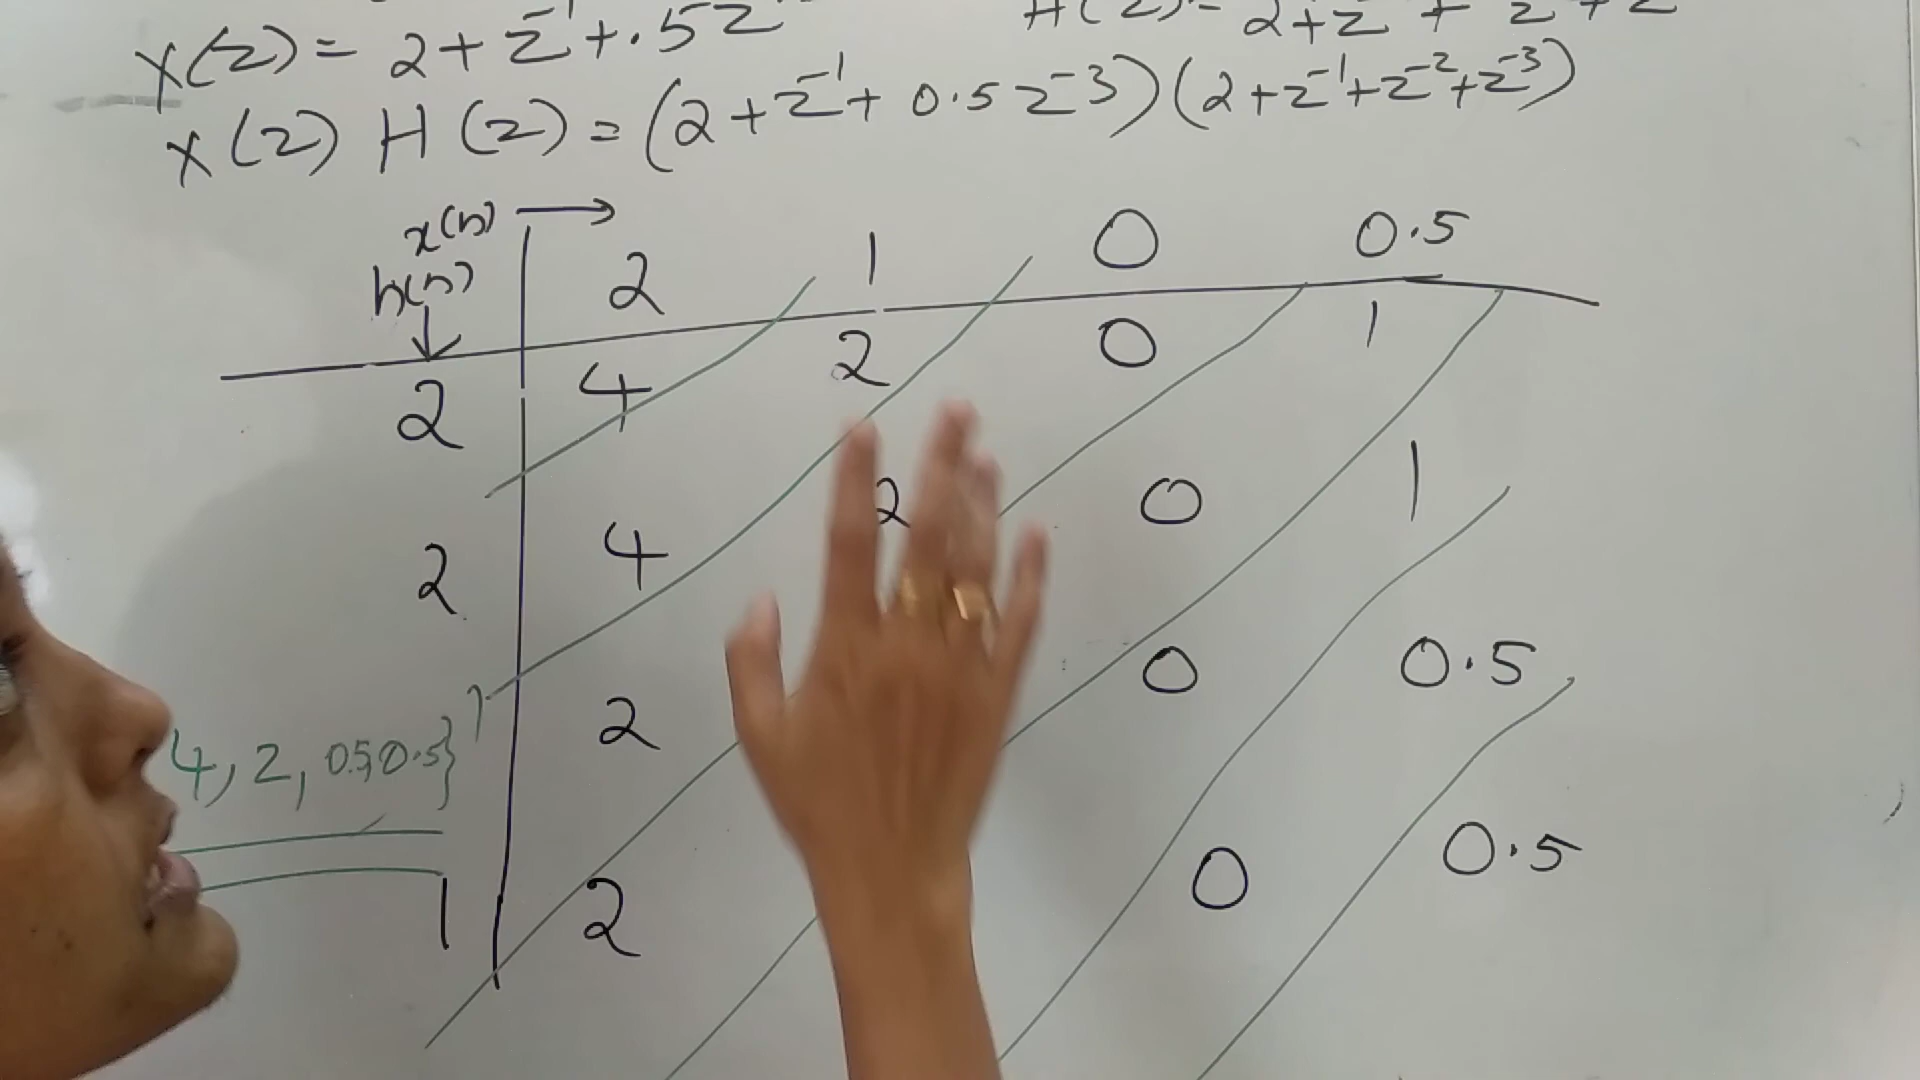 X(z) = 2 + z⁻¹ + .5z
H(z) = 2 + z + z + z
X(z) H(z) = (2 + z⁻¹ + 0.5 z⁻³)(2 + z⁻¹ + z⁻² + z⁻³)
x(n) →
h(n) ↓ 2 1 0 0.5
2 4 2 0 1
2 4 2 0 1
2 0 0.5
4, 2, 0.5, 0.5}
1 2 0 0.5